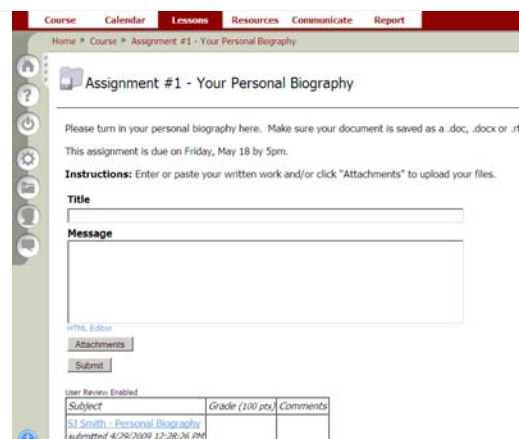 Course Calendar Lessons Resources Communicate Report
Home Course Assignment #1 - Your Personal Biography
Assignment #1 - Your Personal Biography
Please turn in your personal biography here. Make sure your document is saved as a .doc, .docx or .rt
This assignment is due on Friday, May 18 by 5pm.
Instructions: Enter or paste your written work and/or click "Attachments" to upload your files.
Title
Message
HTML Editor
Attachments
Submit
User Review Enabled
Subject Grade (100 pts) Comments
SJ Smith - Personal Biography
submitted 4/29/2009 12:28:26 PM